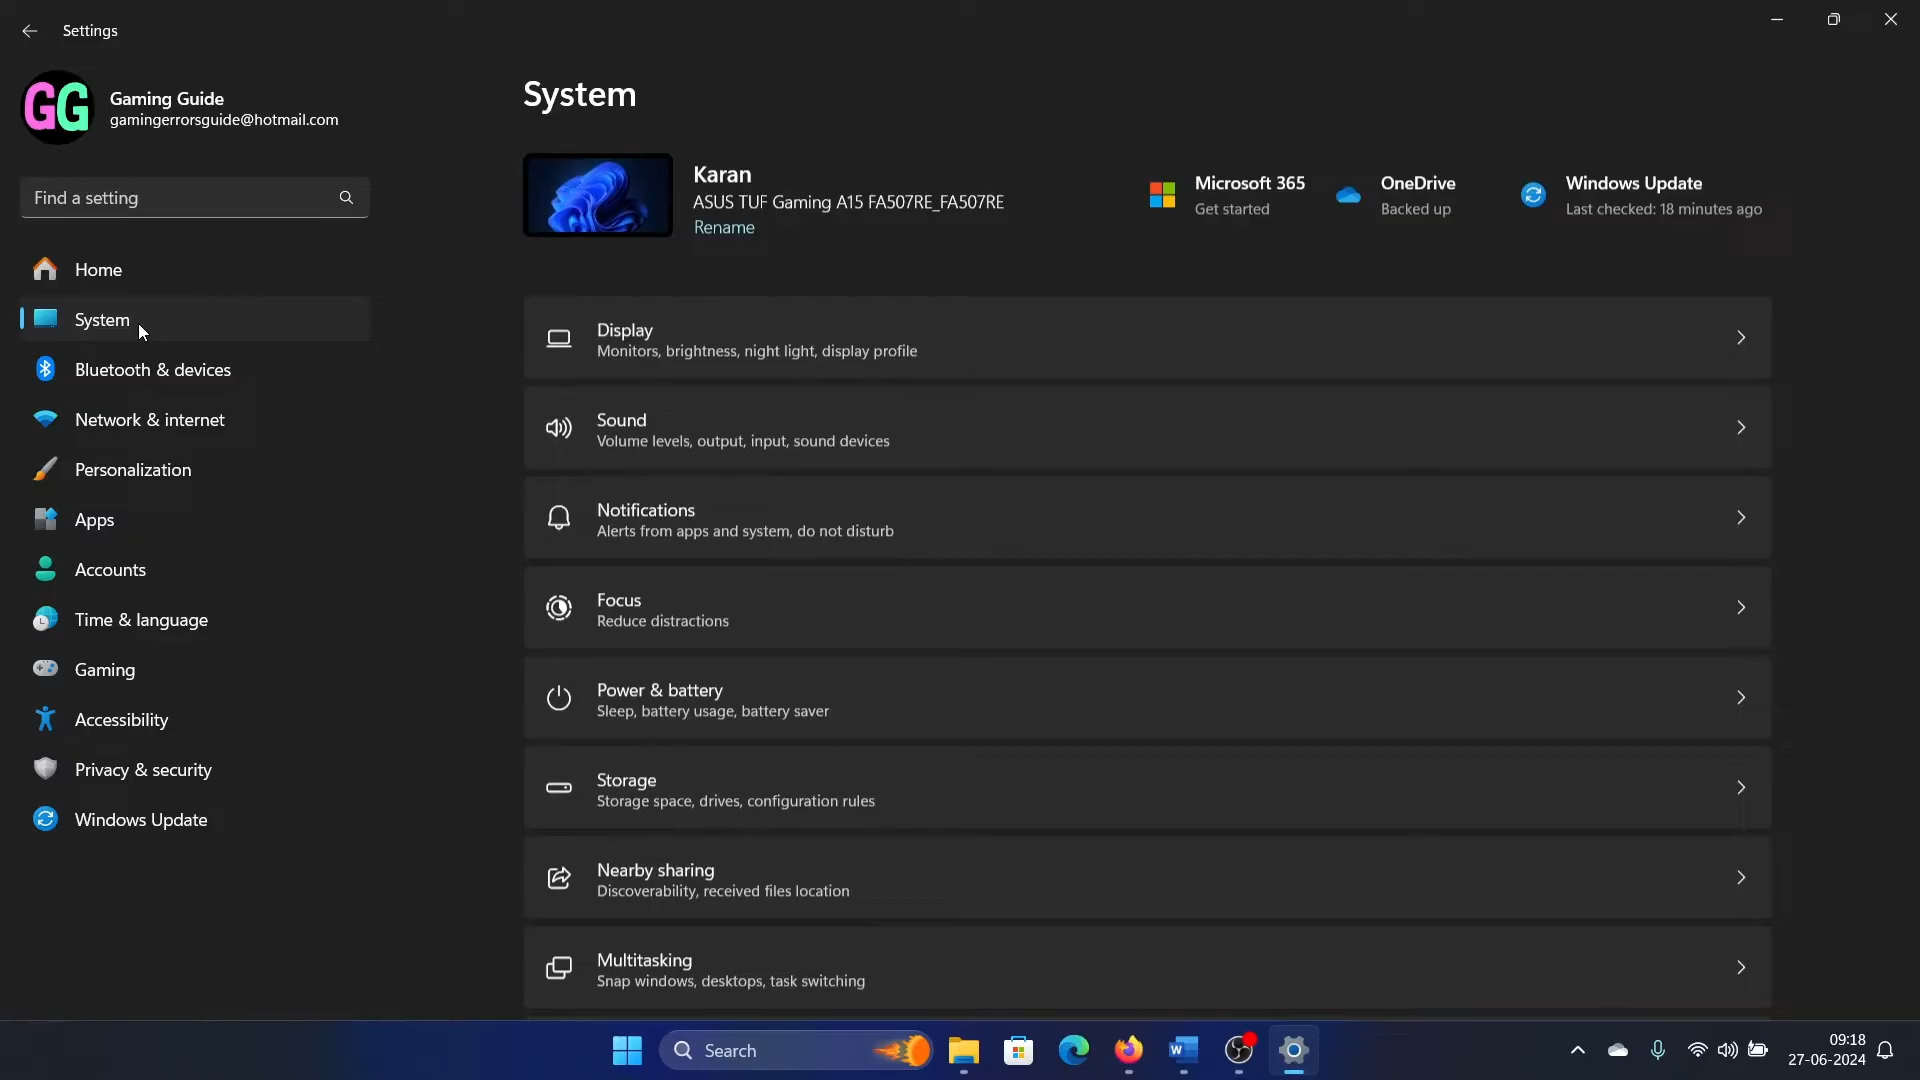 Settings
GG
Gaming Guide
gamingerrorsguide@hotmail.com
Find a setting
Home
System
Bluetooth & devices
Network & internet
Personalization
Apps
Accounts
Time & language
Gaming
Accessibility
Privacy & security
Windows Update
System
Karan
ASUS TUF Gaming A15 FA507RE_FA507RE
Rename
Microsoft 365
Get started
OneDrive
Backed up
Windows Update
Last checked: 18 minutes ago
Display
Monitors, brightness, night light, display profile
Sound
Volume levels, output, input, sound devices
Notifications
Alerts from apps and system, do not disturb
Focus
Reduce distractions
Power & battery
Sleep, battery usage, battery saver
Storage
Storage space, drives, configuration rules
Nearby sharing
Discoverability, received files location
Multitasking
Snap windows, desktops, task switching
Search
W
09:18
27-06-2024